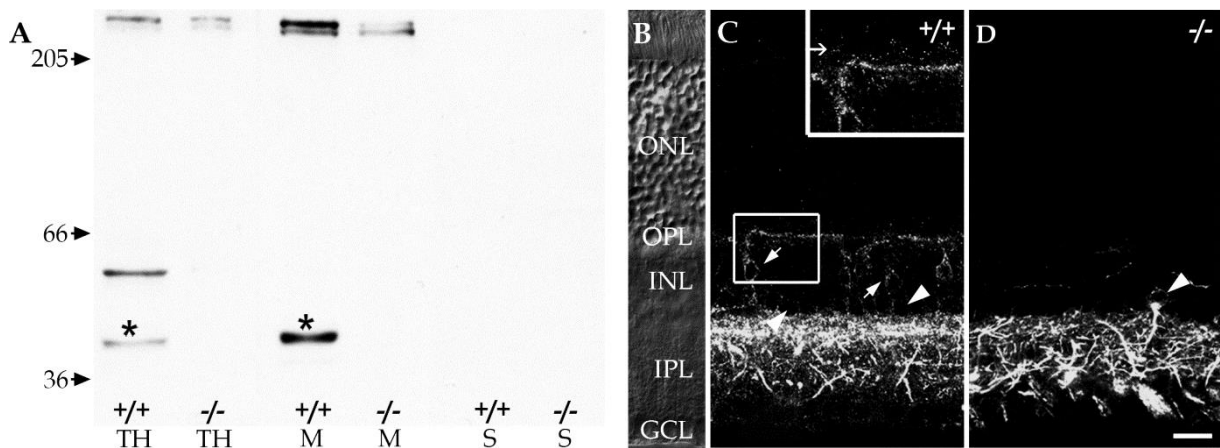 A
205
66
36
* *
+/+ -/- +/+ -/- +/+ -/-
TH TH M M S S
B
ONL
OPL
INL
IPL
GCL
C +/+
D -/-